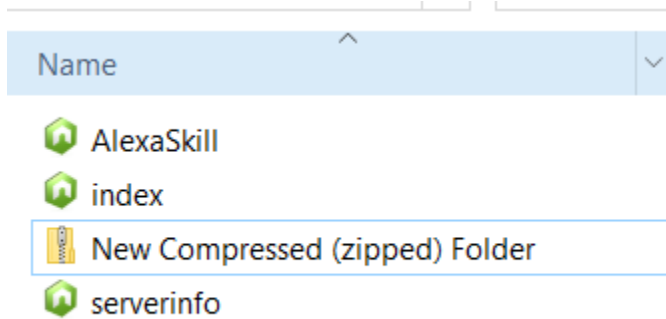 Name
AlexaSkill
index
New Compressed (zipped) Folder
serverinfo